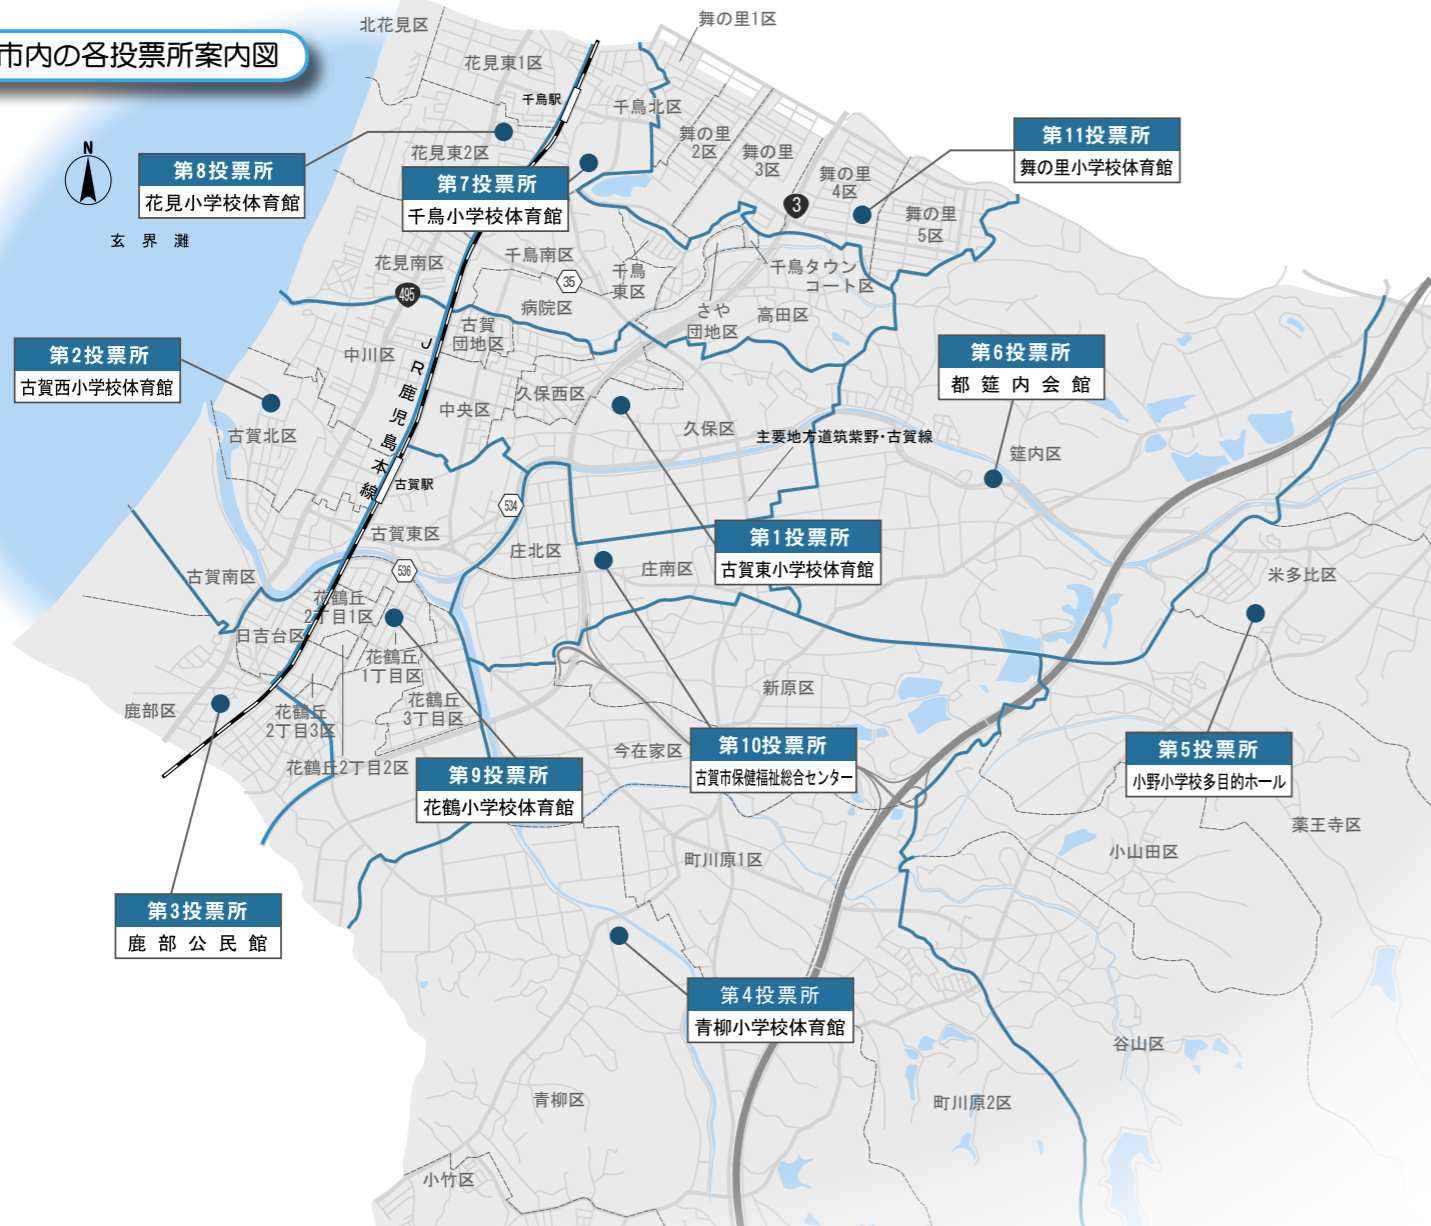 市内の各投票所案内図
北花見区
舞の里1区
花見東1区
千鳥駅
千鳥北区
舞の里
2区
舞の里
3区
舞の里
4区
舞の里
5区
第11投票所
舞の里小学校体育館
N
第8投票所
花見小学校体育館
花見東2区
第7投票所
千鳥小学校体育館
3
玄界灘
花見南区
千鳥南区
35
千鳥
東区
千鳥タウン
コート区
495
病院区
さや
団地区
高田区
古賀
団地区
第2投票所
古賀西小学校体育館
中川区
JR鹿児島本線
第6投票所
都筵内会館
久保西区
中央区
久保区
主要地方道筑紫野・古賀線
古賀北区
筵内区
古賀駅
534
古賀東区
庄北区
第1投票所
古賀東小学校体育館
536
庄南区
古賀南区
米多比区
花鶴丘
2丁目1区
日吉台区
花鶴丘
1丁目区
花鶴丘
3丁目区
新原区
鹿部区
花鶴丘
2丁目3区
花鶴丘2丁目2区
今在家区
第10投票所
古賀市保健福祉総合センター
第5投票所
小野小学校多目的ホール
第9投票所
花鶴小学校体育館
薬王寺区
小山田区
町川原1区
第3投票所
鹿部公民館
第4投票所
青柳小学校体育館
谷山区
青柳区
町川原2区
小竹区